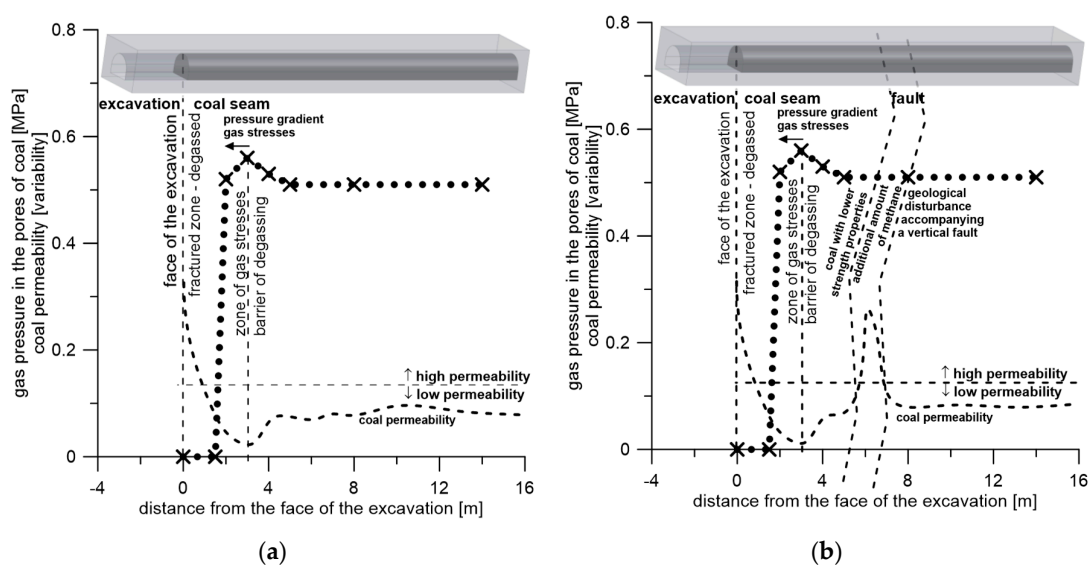 0.8
0.6
0.4
0.2
0
-4
0
4
8
12
16
gas pressure in the pores of coal [MPa]
coal permeability [variability]
distance from the face of the excavation [m]
excavation
coal seam
pressure gradient
gas stresses
face of the excavation
fractured zone - degassed
zone of gas stresses
barrier of degassing
↑ high permeability
↓ low permeability
coal permeability
(a)
0.8
0.6
0.4
0.2
0
-4
0
4
8
12
16
gas pressure in the pores of coal [MPa]
coal permeability [variability]
distance from the face of the excavation [m]
excavation
coal seam
fault
pressure gradient
gas stresses
face of the excavation
fractured zone - degassed
zone of gas stresses
barrier of degassing
coal with lower
strength properties
additional amount
of methane
geological
disturbance
accompanying
a vertical fault
↑ high permeability
↓ low permeability
coal permeability
(b)